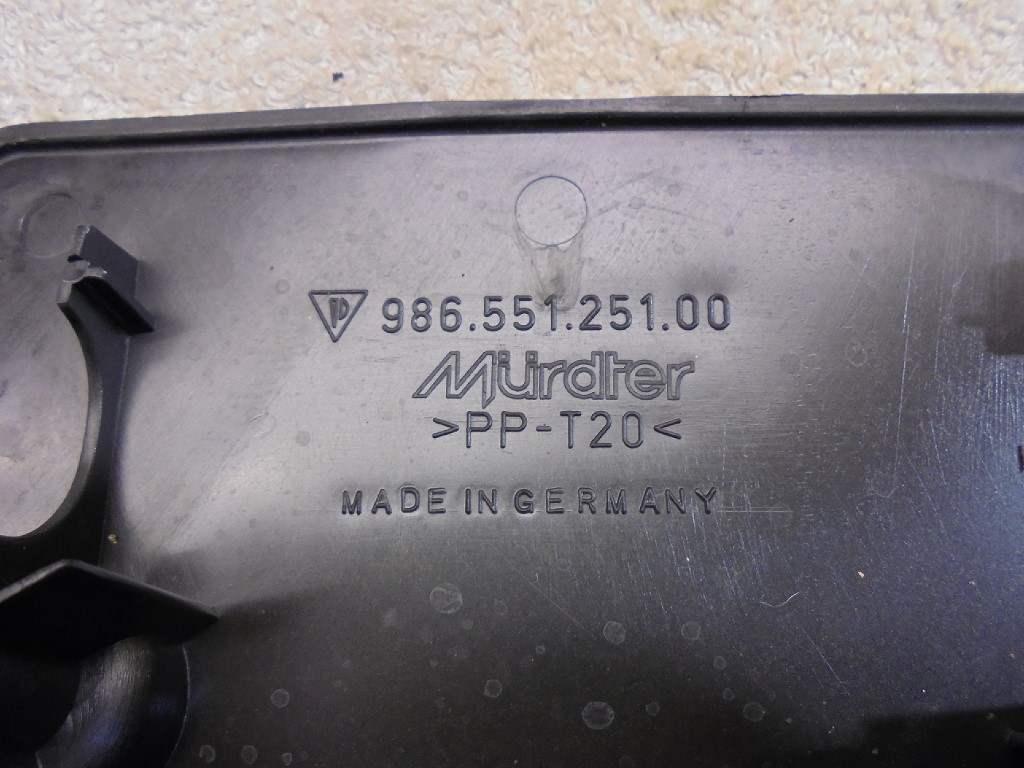 986.551.251.00
Mürdter
>PP-T20<
MADE IN GERMANY